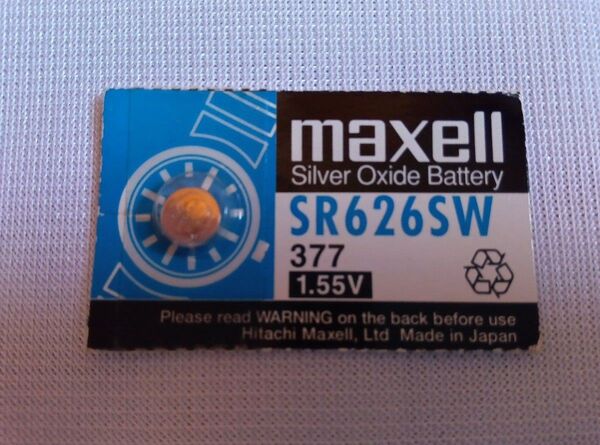 maxell
Silver Oxide Battery
SR626SW
377
1.55V
Please read WARNING on the back before use
Hitachi Maxell, Ltd Made in Japan